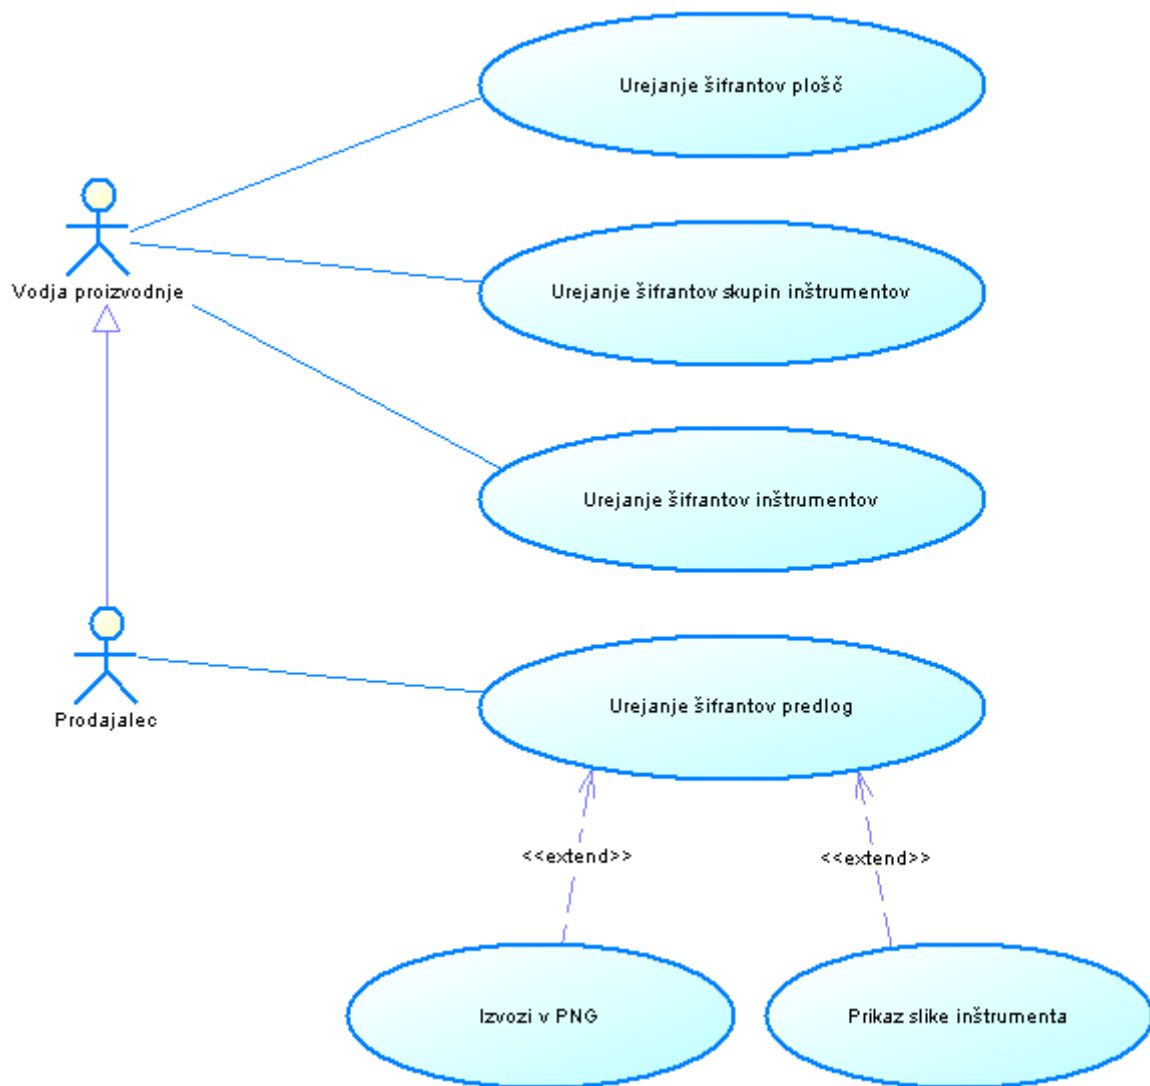 Urejanje šifrantov plošč
Vodja proizvodnje
Urejanje šifrantov skupin inštrumentov
Urejanje šifrantov inštrumentov
Prodajalec
Urejanje šifrantov predlog
<<extend>>
<<extend>>
Izvozi v PNG
Prikaz slike inštrumenta